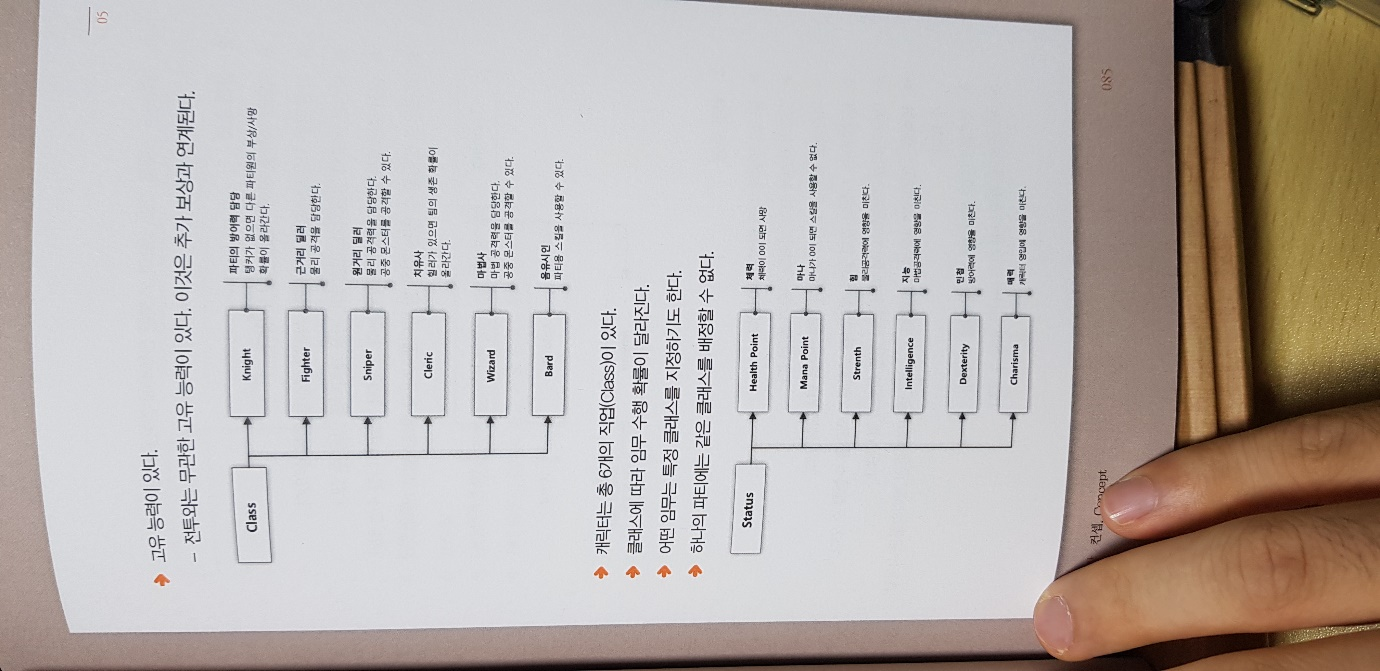 05
고유 능력이 있다.
– 전투와는 무관한 고유 능력이 있다. 이것은 추가 보상과 연계된다.
Class
Knight
파티의 방어력 담당
탱커가 없으면 다른 파티원의 부상/사망
확률이 올라간다.
Fighter
근거리 딜러
물리 공격을 담당한다.
Sniper
원거리 딜러
물리 공격력을 담당한다.
공중 몬스터를 공격할 수 있다.
Cleric
치유사
힐러가 있으면 팀의 생존 확률이
올라간다.
Wizard
마법사
마법 공격력을 담당한다.
공중 몬스터를 공격할 수 있다.
Bard
음유시인
파티용 스킬을 사용할 수 있다.
캐릭터는 총 6개의 직업(Class)이 있다.
클래스에 따라 임무 수행 확률이 달라진다.
어떤 임무는 특정 클래스를 지정하기도 한다.
하나의 파티에는 같은 클래스를 배정할 수 없다.
Status
Health Point
체력
체력이 0이 되면 사망
Mana Point
마나
마나가 0이 되면 스킬을 사용할 수 없다.
Strenth
힘
물리공격력에 영향을 미친다.
Intelligence
지능
마법공격력에 영향을 미친다.
Dexterity
민첩
방어력에 영향을 미친다.
Charisma
매력
캐릭터 영입에 영향을 미친다.
컨셉, Concept
085